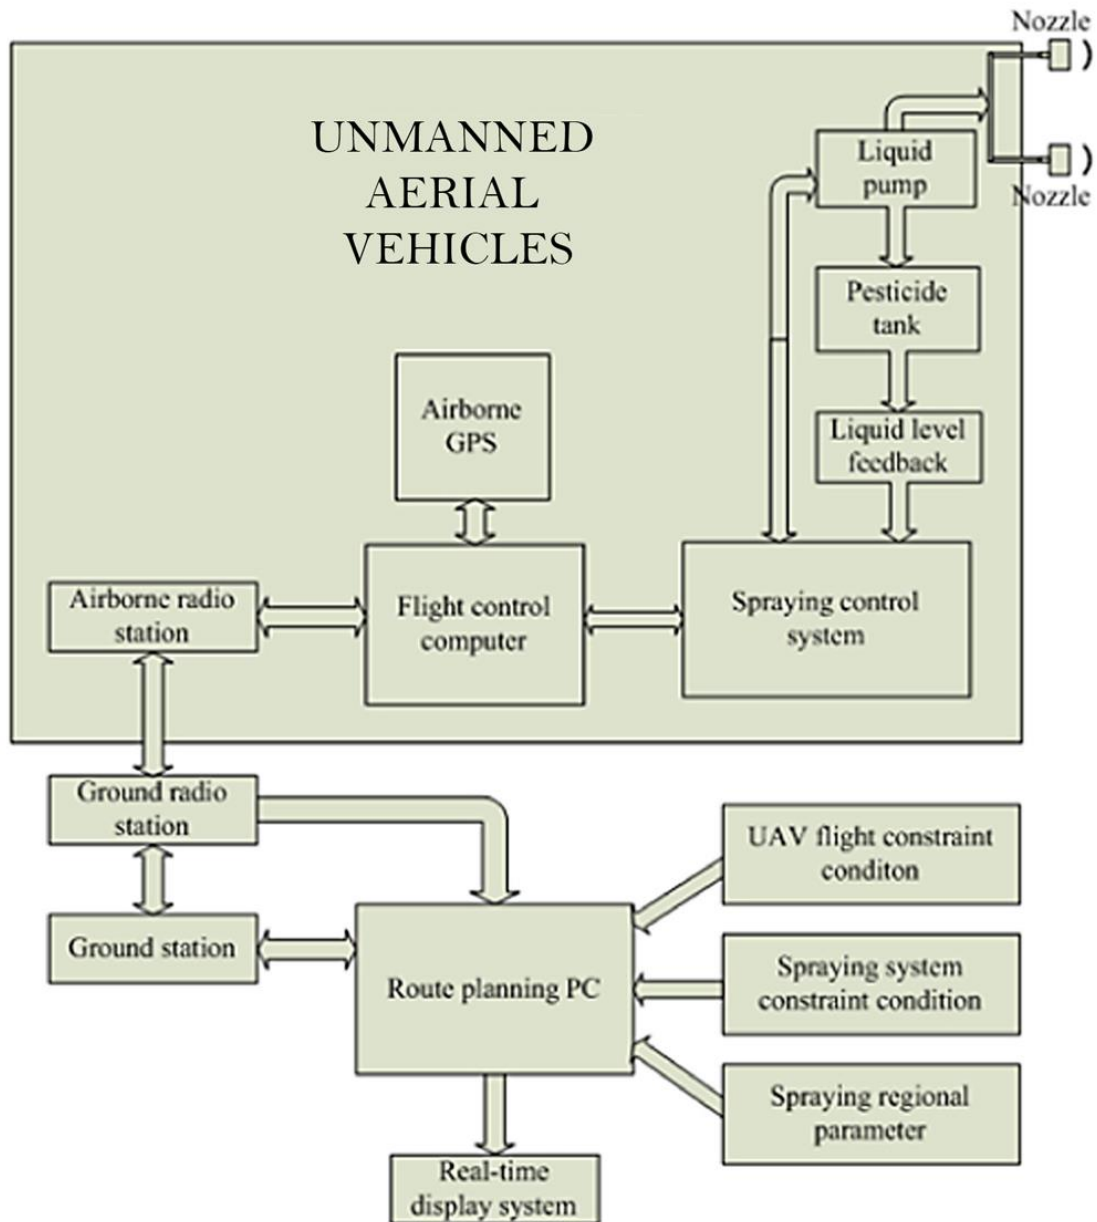 Nozzle
UNMANNED
AERIAL
VEHICLES
Liquid
pump
Nozzle
Pesticide
tank
Airborne
GPS
Liquid level
feedback
Airborne radio
station
Flight control
computer
Spraying control
system
Ground radio
station
UAV flight constraint
conditon
Ground station
Route planning PC
Spraying system
constraint condition
Spraying regional
parameter
Real-time
display system